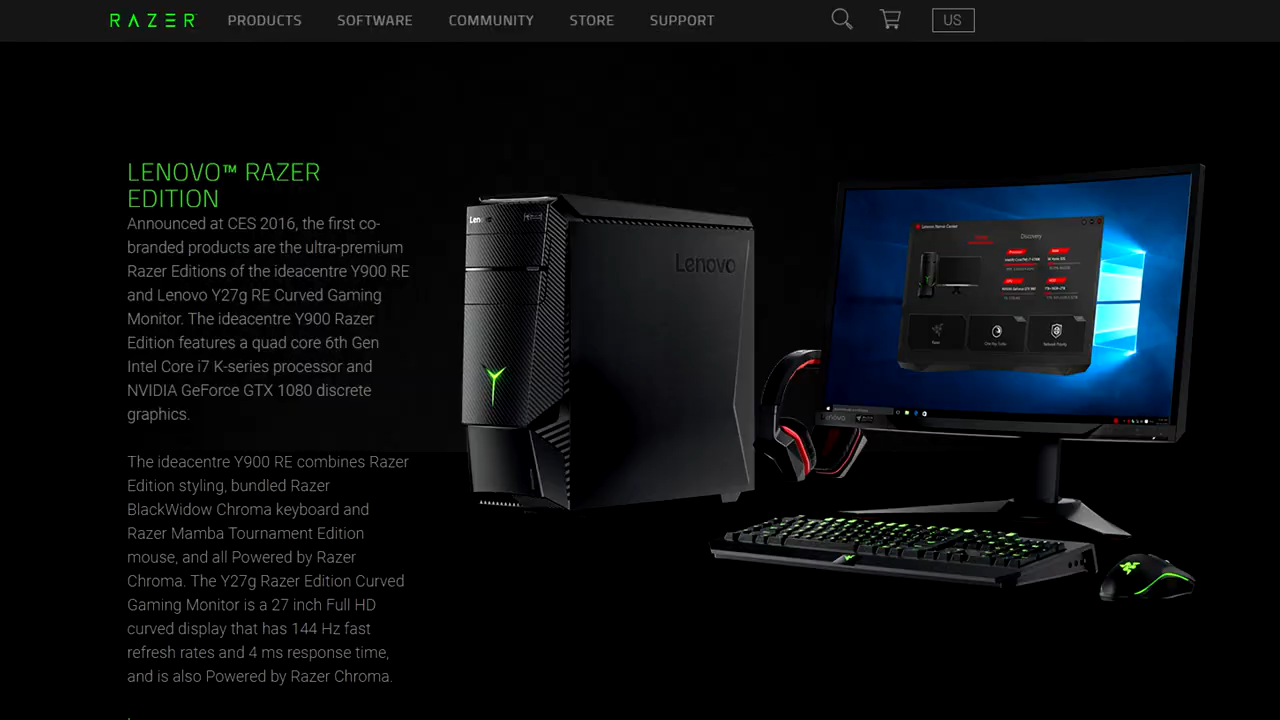 RAZER PRODUCTS SOFTWARE COMMUNITY STORE SUPPORT US
LENOVO™ RAZER
EDITION
Announced at CES 2016, the first co-
branded products are the ultra-premium
Razer Editions of the ideacentre Y900 RE
and Lenovo Y27g RE Curved Gaming
Monitor. The ideacentre Y900 Razer
Edition features a quad core 6th Gen
Intel Core i7 K-series processor and
NVIDIA GeForce GTX 1080 discrete
graphics.
The ideacentre Y900 RE combines Razer
Edition styling, bundled Razer
BlackWidow Chroma keyboard and
Razer Mamba Tournament Edition
mouse, and all Powered by Razer
Chroma. The Y27g Razer Edition Curved
Gaming Monitor is a 27 inch Full HD
curved display that has 144 Hz fast
refresh rates and 4 ms response time,
and is also Powered by Razer Chroma.
Lenovo
Lenovo
Lenovo Nerve Center
Discovery
Lenovo